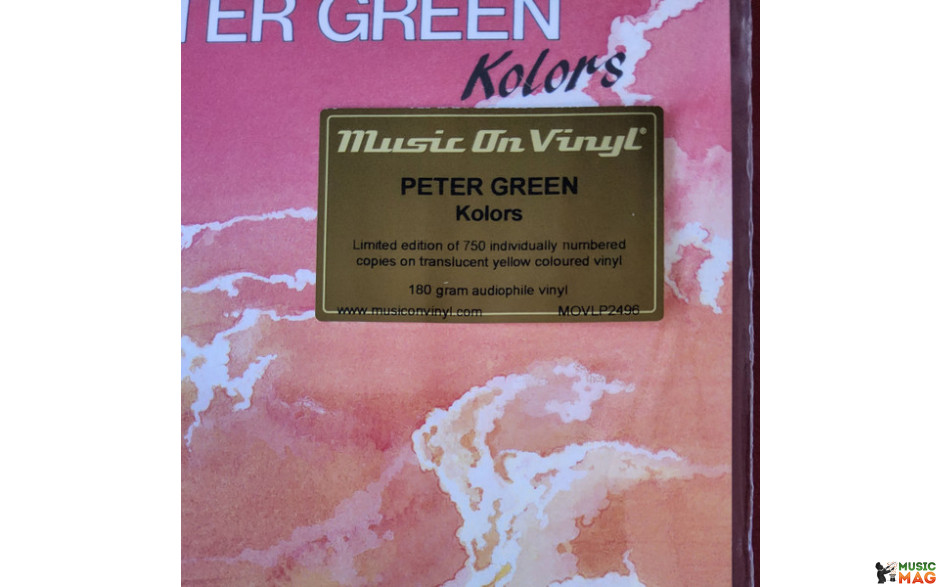 TER GREEN
Kolors
Music On Vinyl®
PETER GREEN
Kolors
Limited edition of 750 individually numbered
copies on translucent yellow coloured vinyl
180 gram audiophile vinyl
www.musiconvinyl.com MOVLP2496
MUSIC
MAG